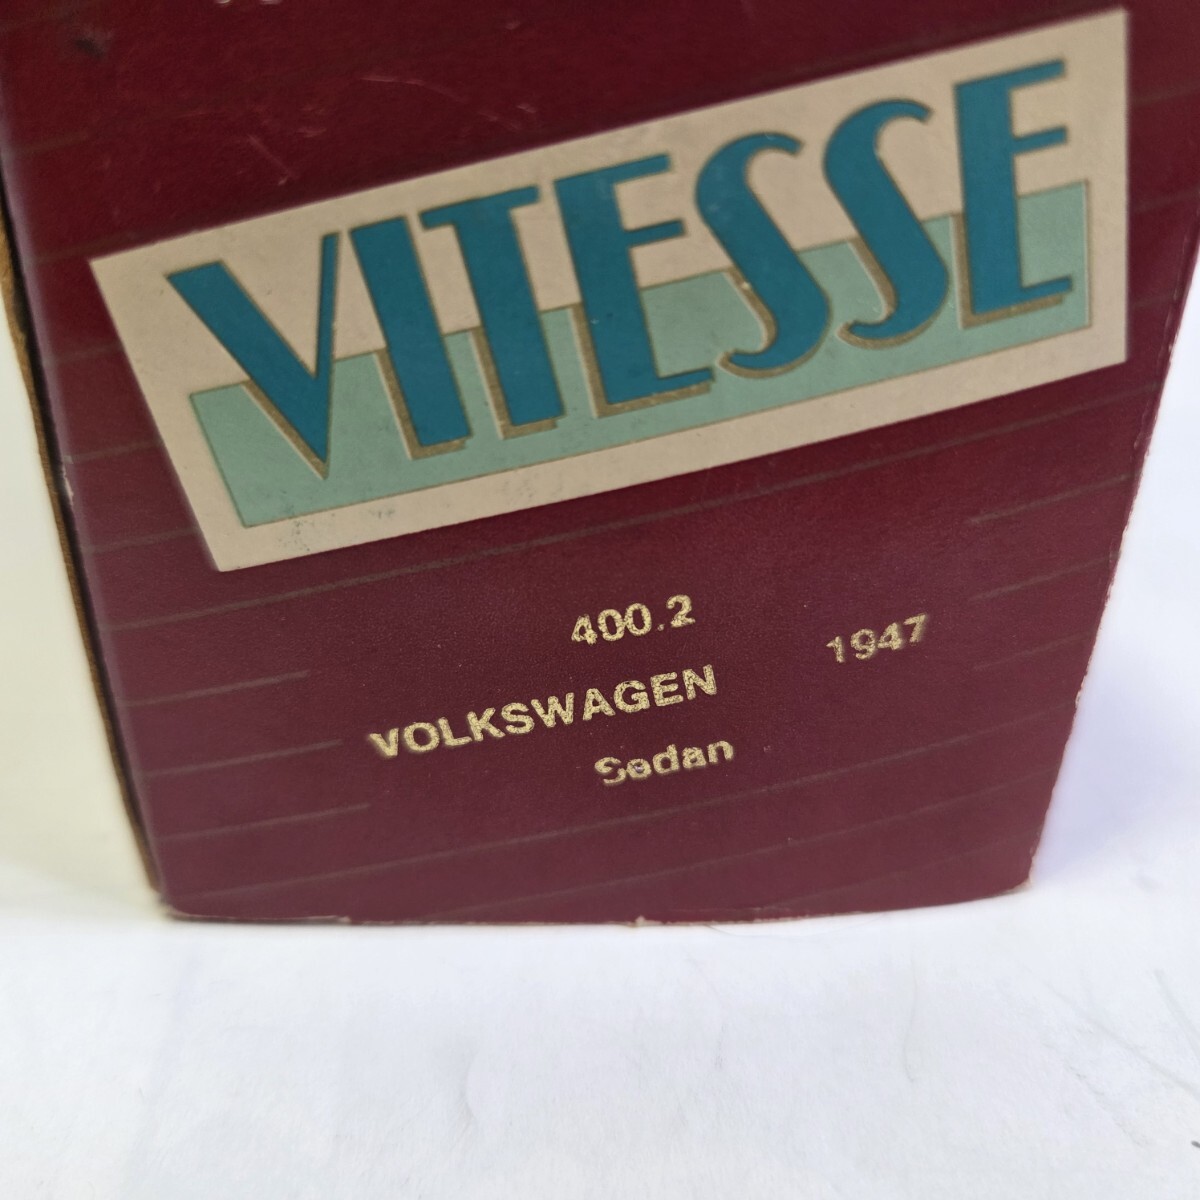 VITESSE
400.2
VOLKSWAGEN 1947
Sedan